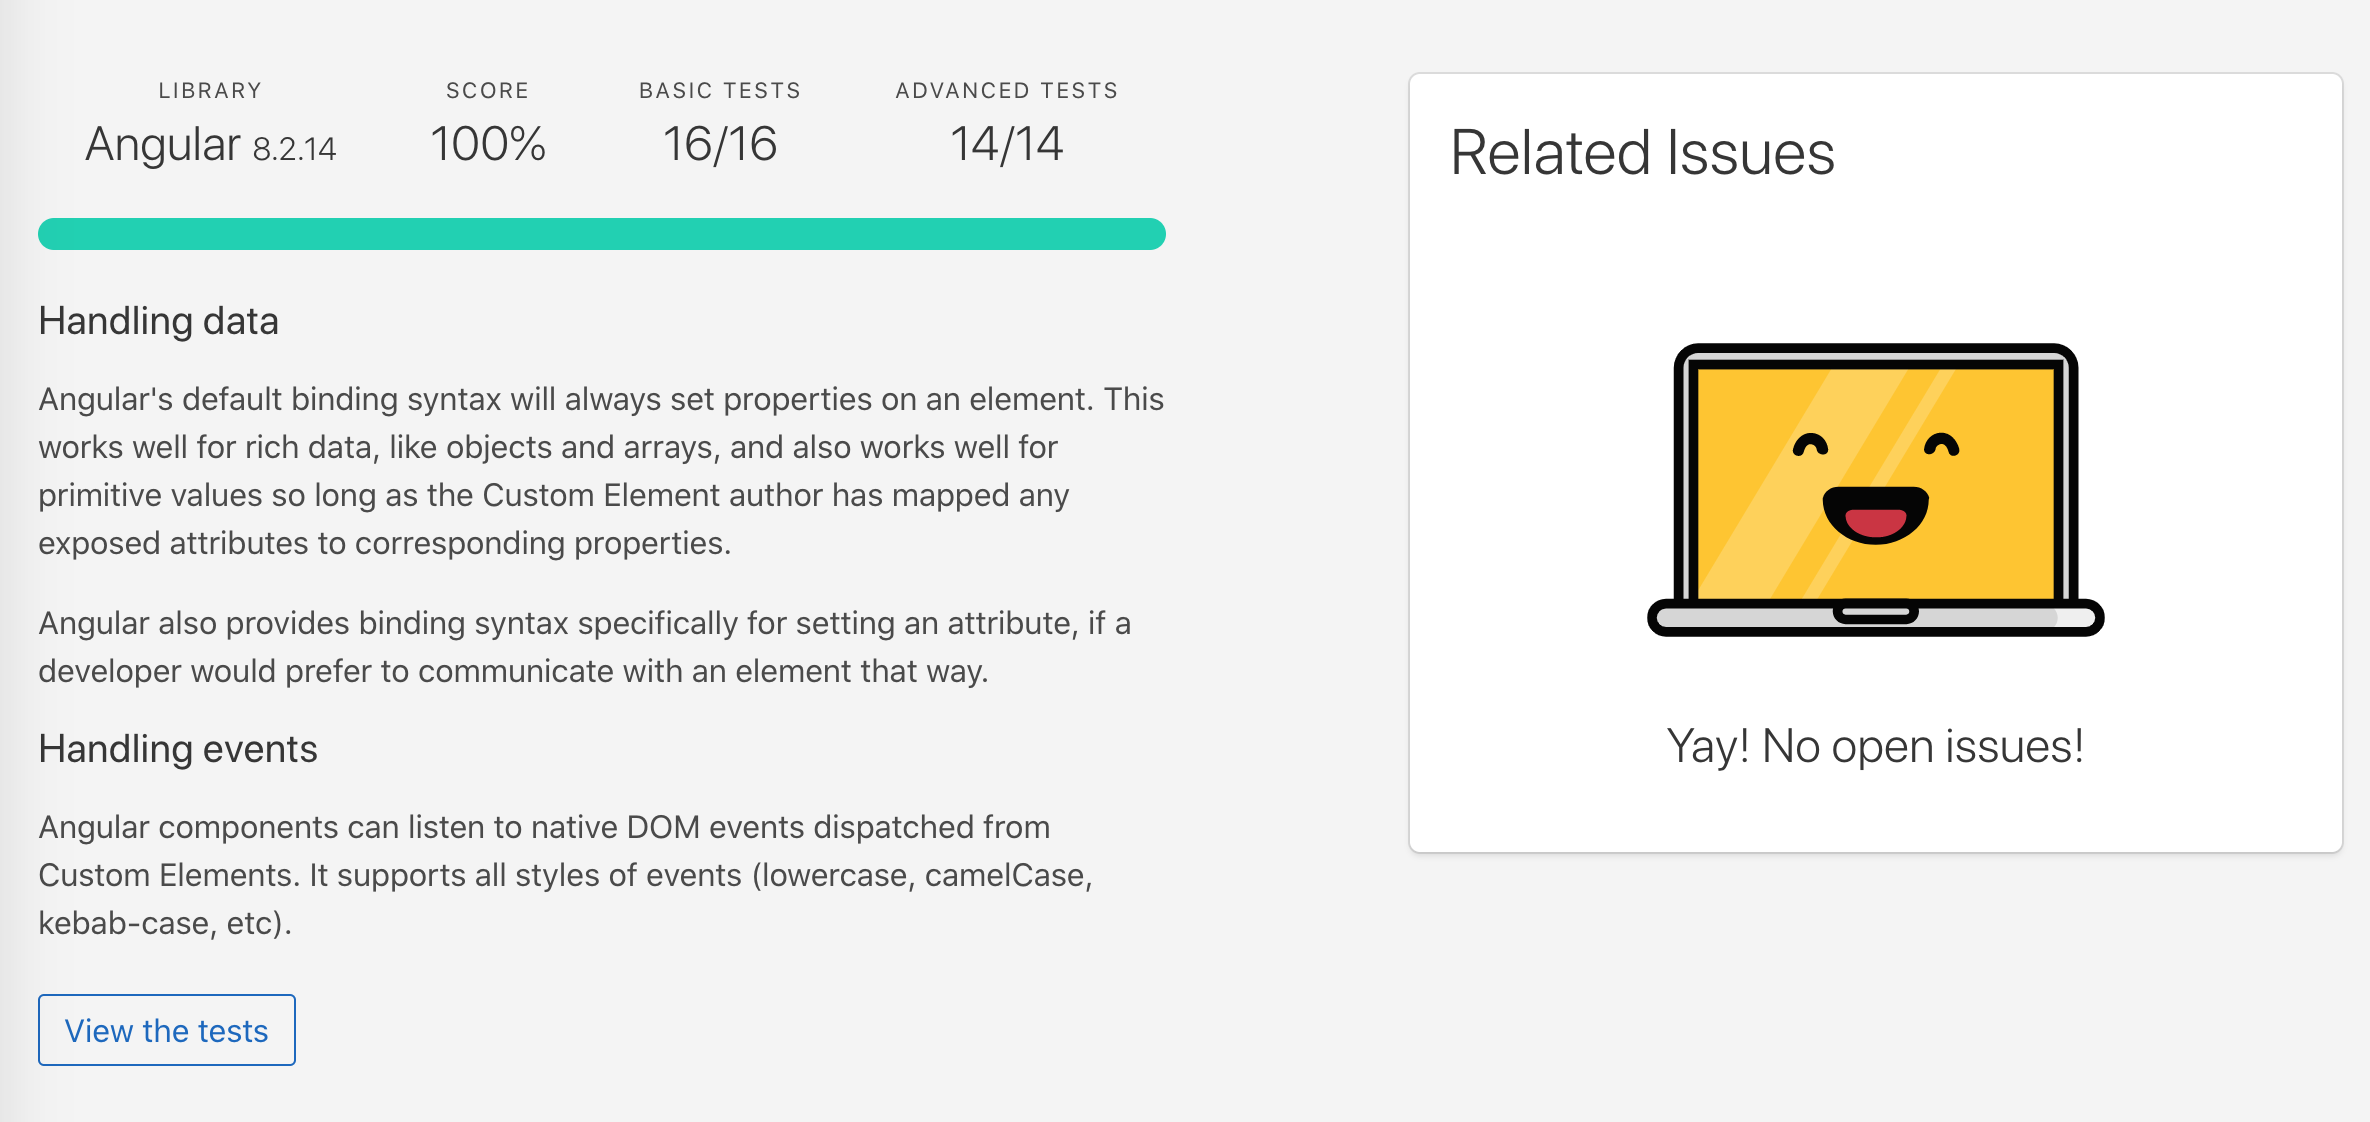 LIBRARY
Angular 8.2.14
SCORE
100%
BASIC TESTS
16/16
ADVANCED TESTS
14/14
Handling data
Angular's default binding syntax will always set properties on an element. This
works well for rich data, like objects and arrays, and also works well for
primitive values so long as the Custom Element author has mapped any
exposed attributes to corresponding properties.
Angular also provides binding syntax specifically for setting an attribute, if a
developer would prefer to communicate with an element that way.
Handling events
Angular components can listen to native DOM events dispatched from
Custom Elements. It supports all styles of events (lowercase, camelCase,
kebab-case, etc).
View the tests
Related Issues
Yay! No open issues!